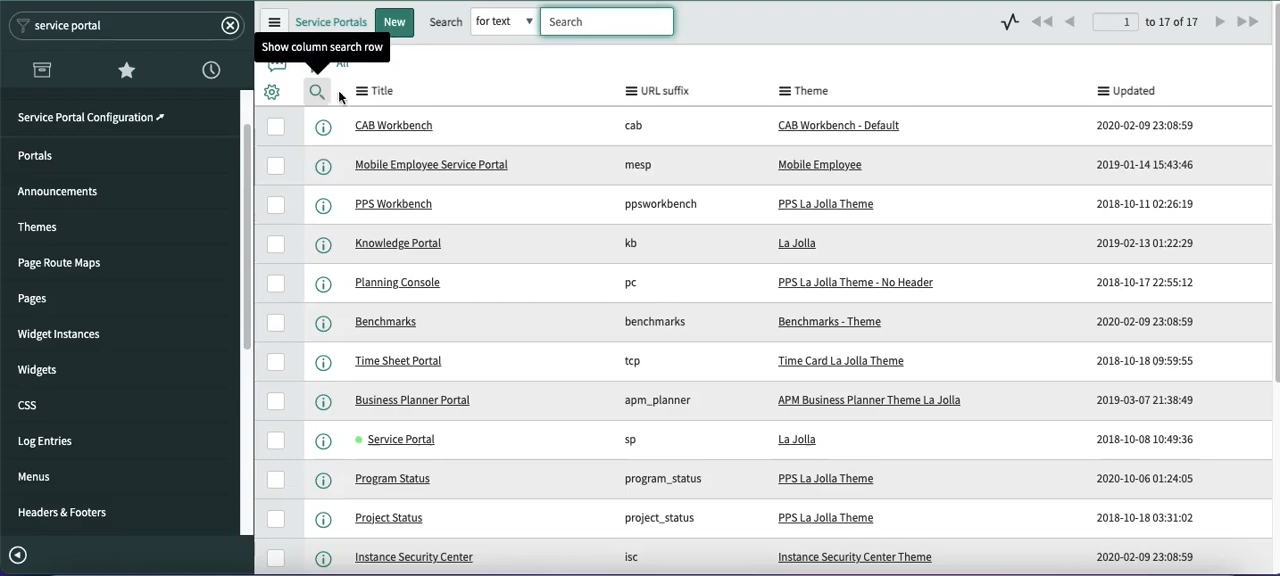 service portal
Service Portals New Search for text Search 1 to 17 of 17
Show column search row
All
Title URL suffix Theme Updated
Service Portal Configuration
Portals
Announcements
Themes
Page Route Maps
Pages
Widget Instances
Widgets
CSS
Log Entries
Menus
Headers & Footers
CAB Workbench cab CAB Workbench - Default 2020-02-09 23:08:59
Mobile Employee Service Portal mesp Mobile Employee 2019-01-14 15:43:46
PPS Workbench ppsworkbench PPS La Jolla Theme 2018-10-11 02:26:19
Knowledge Portal kb La Jolla 2019-02-13 01:22:29
Planning Console pc PPS La Jolla Theme - No Header 2018-10-17 22:55:12
Benchmarks benchmarks Benchmarks - Theme 2020-02-09 23:08:59
Time Sheet Portal tcp Time Card La Jolla Theme 2018-10-18 09:59:55
Business Planner Portal apm_planner APM Business Planner Theme La Jolla 2019-03-07 21:38:49
Service Portal sp La Jolla 2018-10-08 10:49:36
Program Status program_status PPS La Jolla Theme 2020-10-06 01:24:05
Project Status project_status PPS La Jolla Theme 2018-10-18 03:31:02
Instance Security Center isc Instance Security Center Theme 2020-02-09 23:08:59